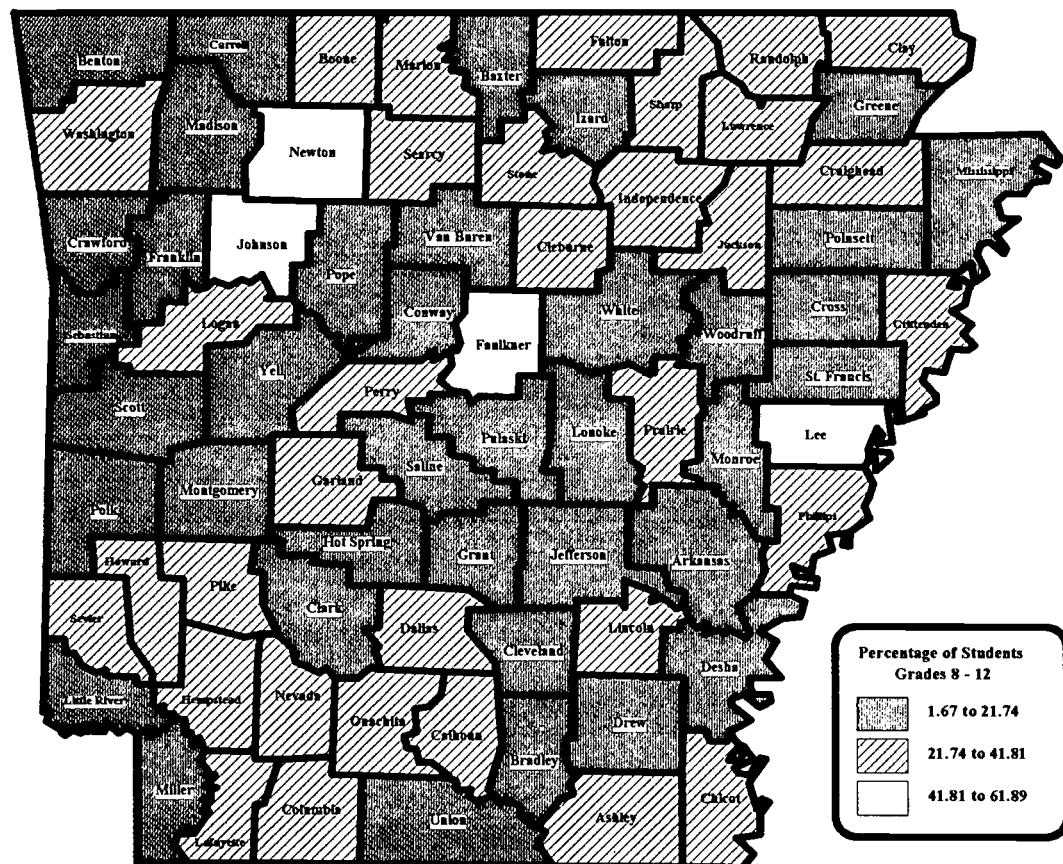 Benton
Carroll
Boone
Marion
Baxter
Fulton
Randolph
Clay
Washington
Madison
Newton
Searcy
Stone
Izard
Sharp
Lawrence
Greene
Craighead
Mississippi
Independence
Crawford
Franklin
Johnson
Pope
Van Buren
Cleburne
Jackson
Poinsett
Sebastian
Logan
Conway
Faulkner
White
Woodruff
Cross
Crittenden
Yell
Perry
St. Francis
Scott
Pulaski
Lonoke
Prairie
Monroe
Lee
Saline
Garland
Montgomery
Polk
Hot Spring
Grant
Jefferson
Arkansas
Phillips
Howard
Pike
Clark
Dallas
Cleveland
Lincoln
Desha
Sevier
Little River
Hempstead
Nevada
Ouachita
Calhoun
Bradley
Drew
Miller
Lafayette
Columbia
Union
Ashley
Chicot
Percentage of Students
Grades 8 - 12
1.67 to 21.74
21.74 to 41.81
41.81 to 61.89